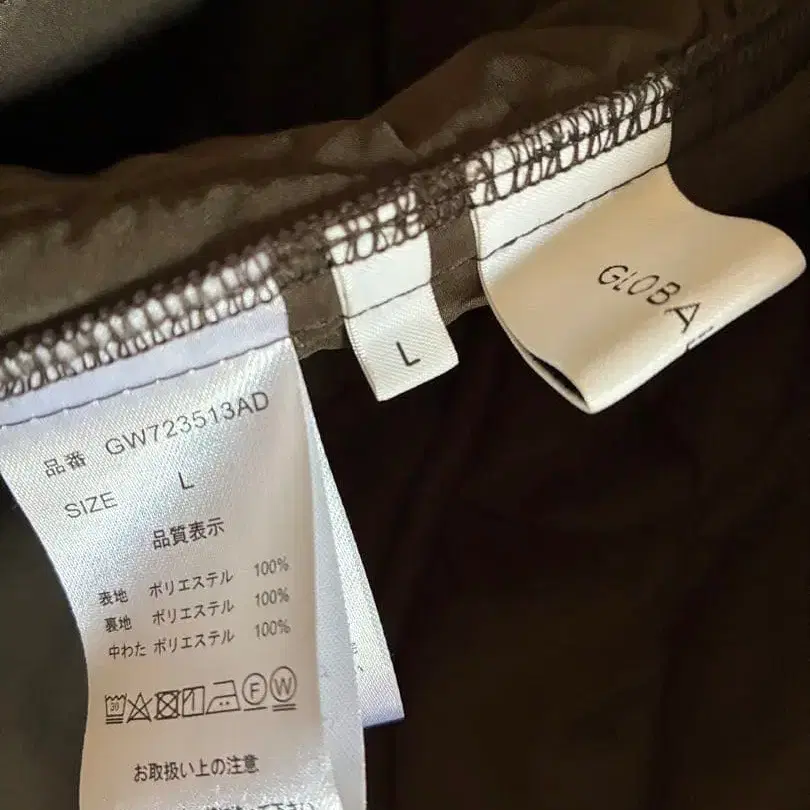 品番 GW723513AD
SIZE L
品質表示
表地 ポリエステル 100%
裏地 ポリエステル 100%
中わた ポリエステル 100%
30 F W
お取扱い上の注意
L
GLOBAL